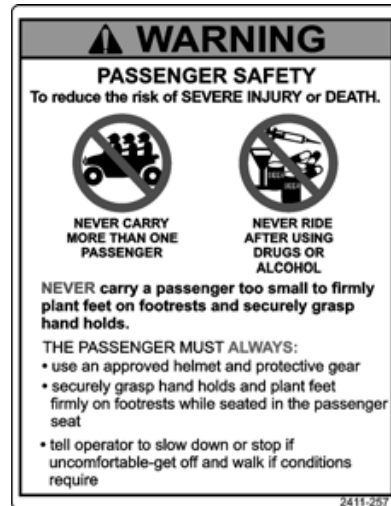 WARNING
PASSENGER SAFETY
To reduce the risk of SEVERE INJURY or DEATH.
NEVER CARRY
MORE THAN ONE
PASSENGER
NEVER RIDE
AFTER USING
DRUGS OR
ALCOHOL
NEVER carry a passenger too small to firmly
plant feet on footrests and securely grasp
hand holds.
THE PASSENGER MUST ALWAYS:
• use an approved helmet and protective gear
• securely grasp hand holds and plant feet
firmly on footrests while seated in the passenger
seat
• tell operator to slow down or stop if
uncomfortable-get off and walk if conditions
require
2411-257